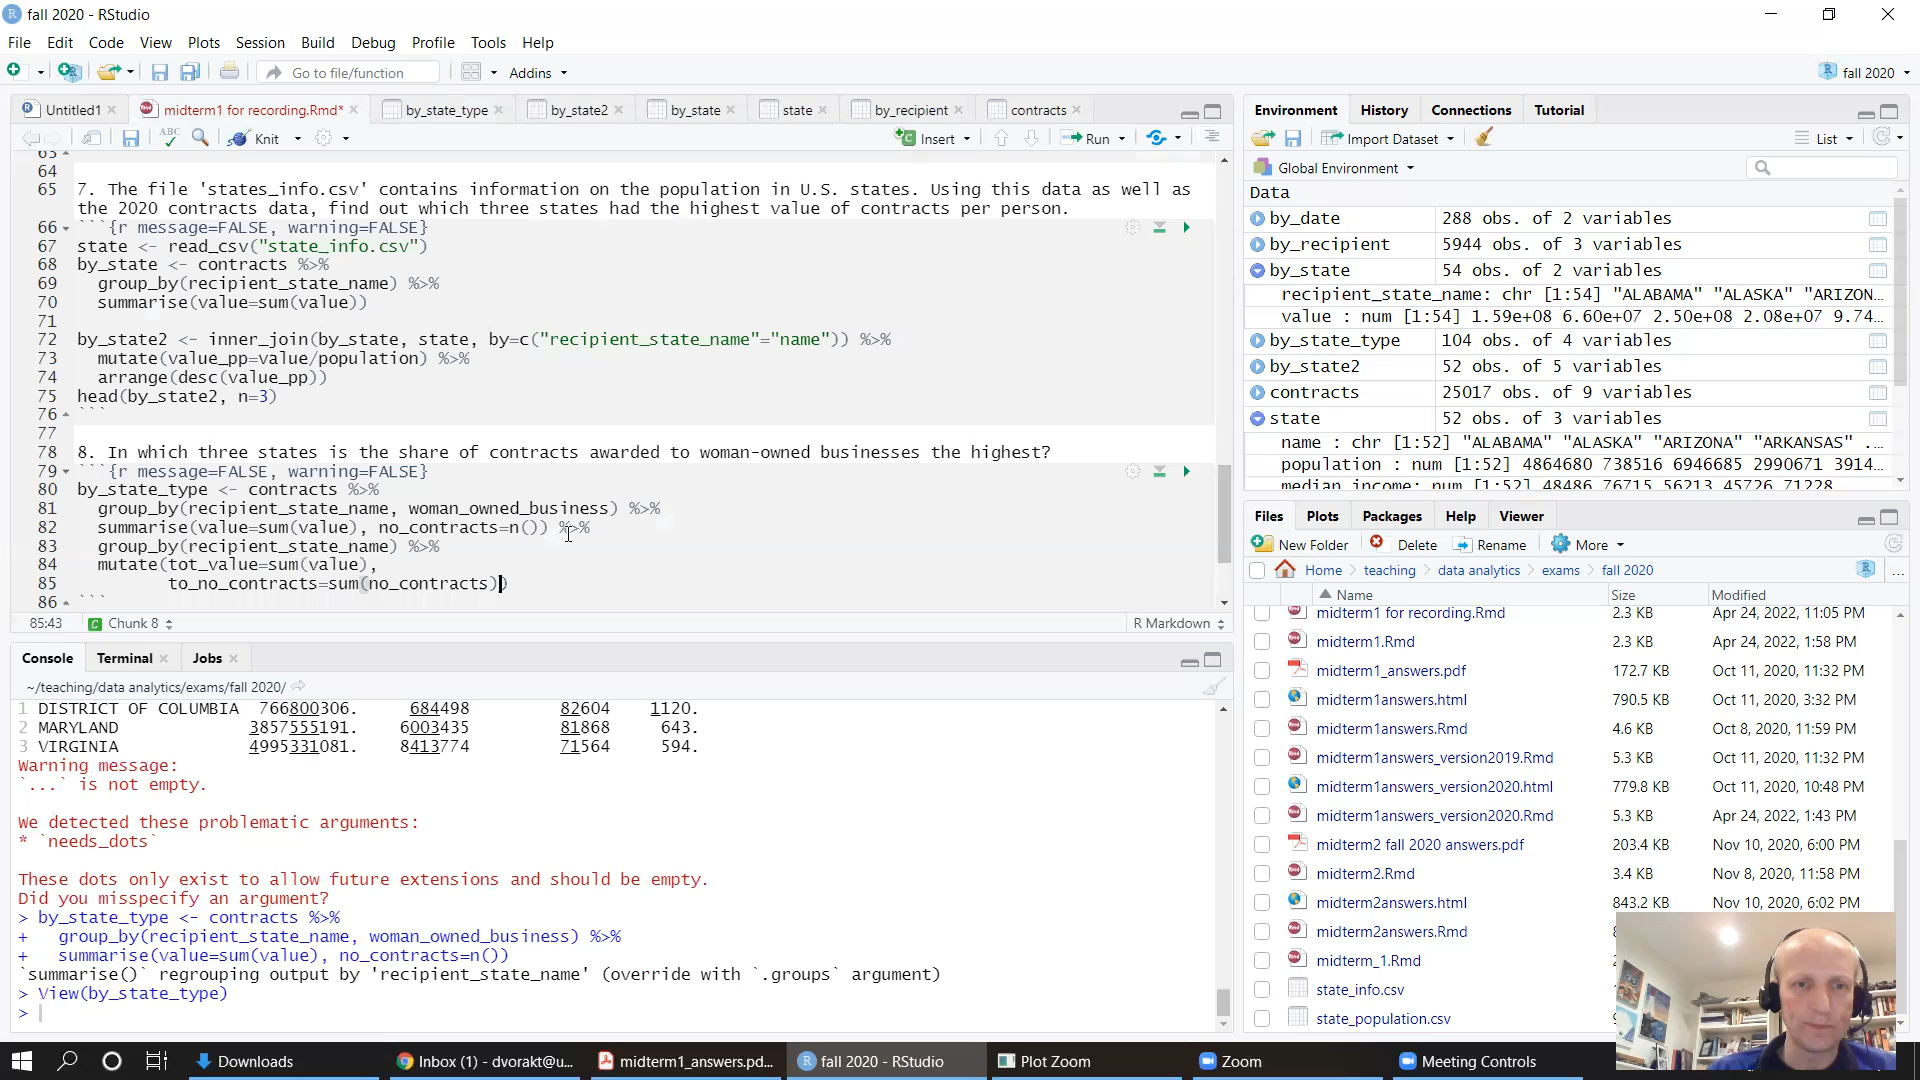 fall 2020 - RStudio
File Edit Code View Plots Session Build Debug Profile Tools Help
Go to file/function Addins fall 2020
Untitled1 midterm1 for recording.Rmd* by_state_type by_state2 by_state state by_recipient contracts
ABC Knit Insert Run
63
64
65 7. The file 'states_info.csv' contains information on the population in U.S. states. Using this data as well as
the 2020 contracts data, find out which three states had the highest value of contracts per person.
66 ```{r message=FALSE, warning=FALSE}
67 state <- read_csv("state_info.csv")
68 by_state <- contracts %>%
69 group_by(recipient_state_name) %>%
70 summarise(value=sum(value))
71
72 by_state2 <- inner_join(by_state, state, by=c("recipient_state_name"="name")) %>%
73 mutate(value_pp=value/population) %>%
74 arrange(desc(value_pp))
75 head(by_state2, n=3)
76 ```
77
78 8. In which three states is the share of contracts awarded to woman-owned businesses the highest?
79 ```{r message=FALSE, warning=FALSE}
80 by_state_type <- contracts %>%
81 group_by(recipient_state_name, woman_owned_business) %>%
82 summarise(value=sum(value), no_contracts=n()) %>%
83 group_by(recipient_state_name) %>%
84 mutate(tot_value=sum(value),
85 to_no_contracts=sum(no_contracts))
86 ```
85:43 Chunk 8 R Markdown
Console Terminal Jobs
~/teaching/data analytics/exams/fall 2020/
1 DISTRICT OF COLUMBIA 766800306. 684498 82604 1120.
2 MARYLAND 3857555191. 6003435 81868 643.
3 VIRGINIA 4995331081. 8413774 71564 594.
Warning message:
`...` is not empty.
We detected these problematic arguments:
* `needs_dots`
These dots only exist to allow future extensions and should be empty.
Did you misspecify an argument?
> by_state_type <- contracts %>%
+ group_by(recipient_state_name, woman_owned_business) %>%
+ summarise(value=sum(value), no_contracts=n())
`summarise()` regrouping output by 'recipient_state_name' (override with `.groups` argument)
> View(by_state_type)
>
Environment History Connections Tutorial
Import Dataset List
Global Environment
Data
by_date 288 obs. of 2 variables
by_recipient 5944 obs. of 3 variables
by_state 54 obs. of 2 variables
recipient_state_name: chr [1:54] "ALABAMA" "ALASKA" "ARIZON…
value : num [1:54] 1.59e+08 6.60e+07 2.50e+08 2.08e+07 9.74…
by_state_type 104 obs. of 4 variables
by_state2 52 obs. of 5 variables
contracts 25017 obs. of 9 variables
state 52 obs. of 3 variables
name : chr [1:52] "ALABAMA" "ALASKA" "ARIZONA" "ARKANSAS" ...
population : num [1:52] 4864680 738516 6946685 2990671 3914…
median_income: num [1:52] 48486 76715 56213 45726 71228
Files Plots Packages Help Viewer
New Folder Delete Rename More
Home teaching data analytics exams fall 2020 ...
Name Size Modified
midterm1 for recording.Rmd 2.3 KB Apr 24, 2022, 11:05 PM
midterm1.Rmd 2.3 KB Apr 24, 2022, 1:58 PM
midterm1_answers.pdf 172.7 KB Oct 11, 2020, 11:32 PM
midterm1answers.html 790.5 KB Oct 11, 2020, 3:32 PM
midterm1answers.Rmd 4.6 KB Oct 8, 2020, 11:59 PM
midterm1answers_version2019.Rmd 5.3 KB Oct 11, 2020, 11:32 PM
midterm1answers_version2020.html 779.8 KB Oct 11, 2020, 10:48 PM
midterm1answers_version2020.Rmd 5.3 KB Apr 24, 2022, 1:43 PM
midterm2 fall 2020 answers.pdf 203.4 KB Nov 10, 2020, 6:00 PM
midterm2.Rmd 3.4 KB Nov 8, 2020, 11:58 PM
midterm2answers.html 843.2 KB Nov 10, 2020, 6:02 PM
midterm2answers.Rmd
midterm_1.Rmd
state_info.csv
state_population.csv
Downloads Inbox (1) - dvorakt@u... midterm1_answers.pd... fall 2020 - RStudio Plot Zoom Zoom Meeting Controls